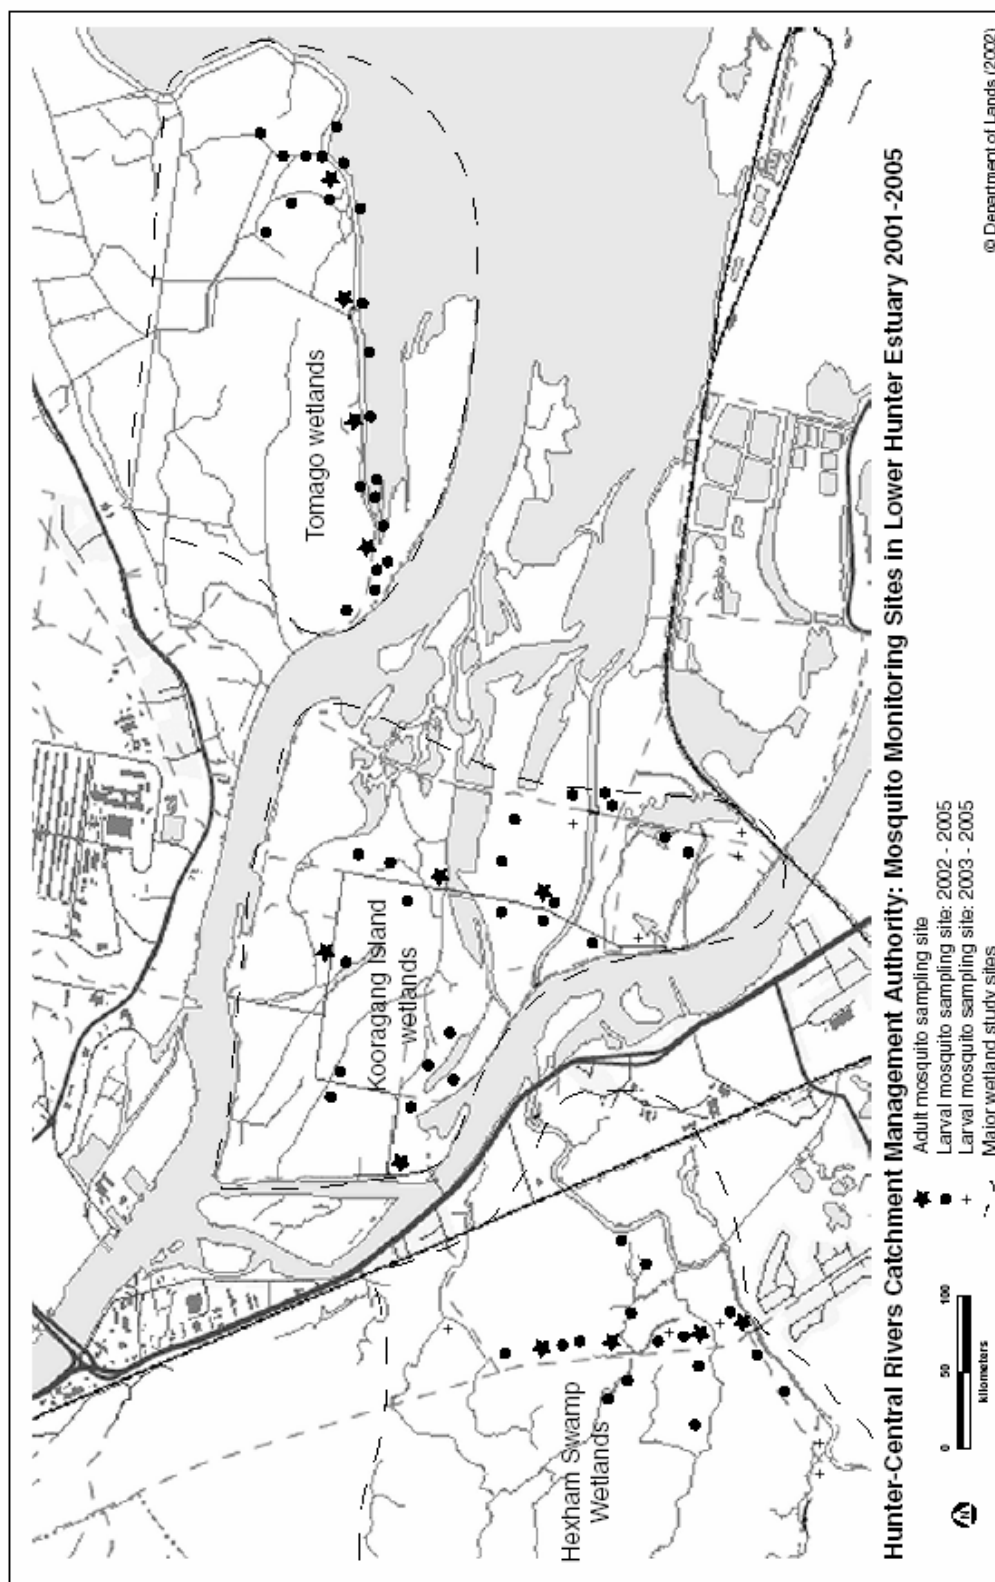 Tomago wetlands
Kooragang Island
wetlands
Hexham Swamp
Wetlands
Hunter-Central Rivers Catchment Management Authority: Mosquito Monitoring Sites in Lower Hunter Estuary 2001-2005
Adult mosquito sampling site
Larval mosquito sampling site: 2002 - 2005
Larval mosquito sampling site: 2003 - 2005
Major wetland study sites
0 50 100
kilometers
N
© Department of Lands (2002)